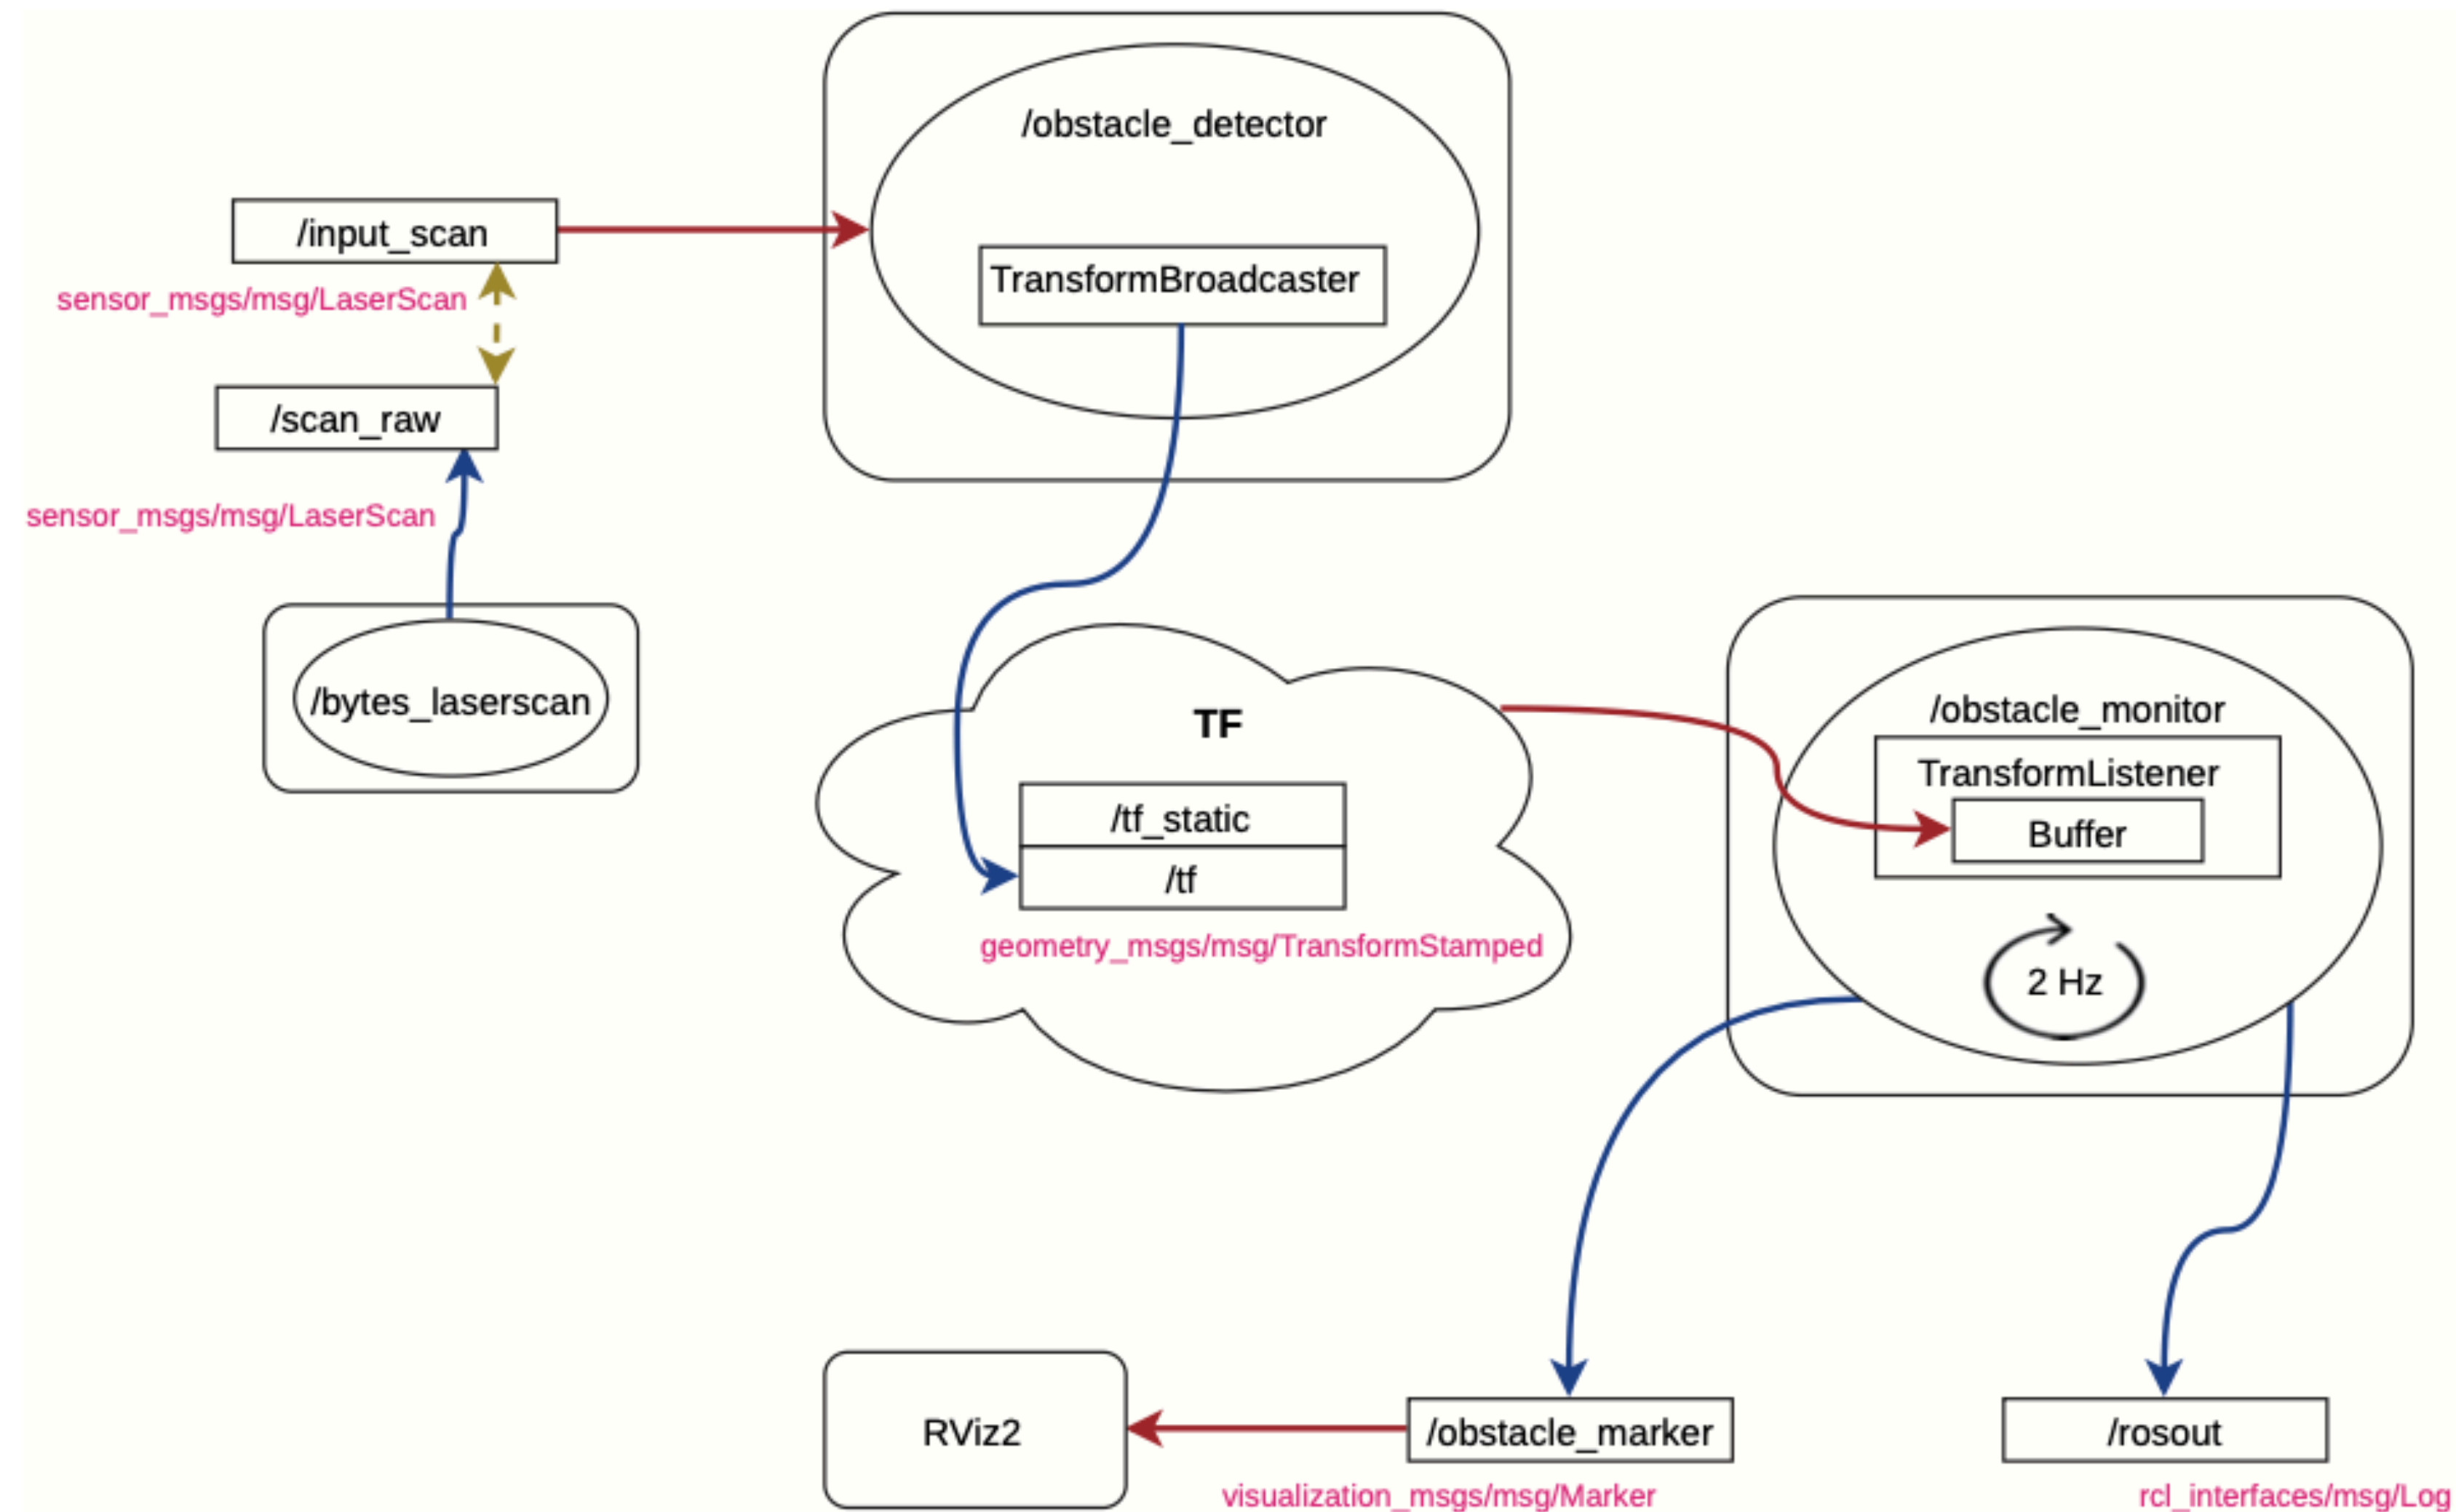 /obstacle_detector
/input_scan
TransformBroadcaster
sensor_msgs/msg/LaserScan
/scan_raw
sensor_msgs/msg/LaserScan
/bytes_laserscan
TF
/tf_static
/tf
geometry_msgs/msg/TransformStamped
/obstacle_monitor
TransformListener
Buffer
2 Hz
RViz2
/obstacle_marker
visualization_msgs/msg/Marker
/rosout
rcl_interfaces/msg/Log